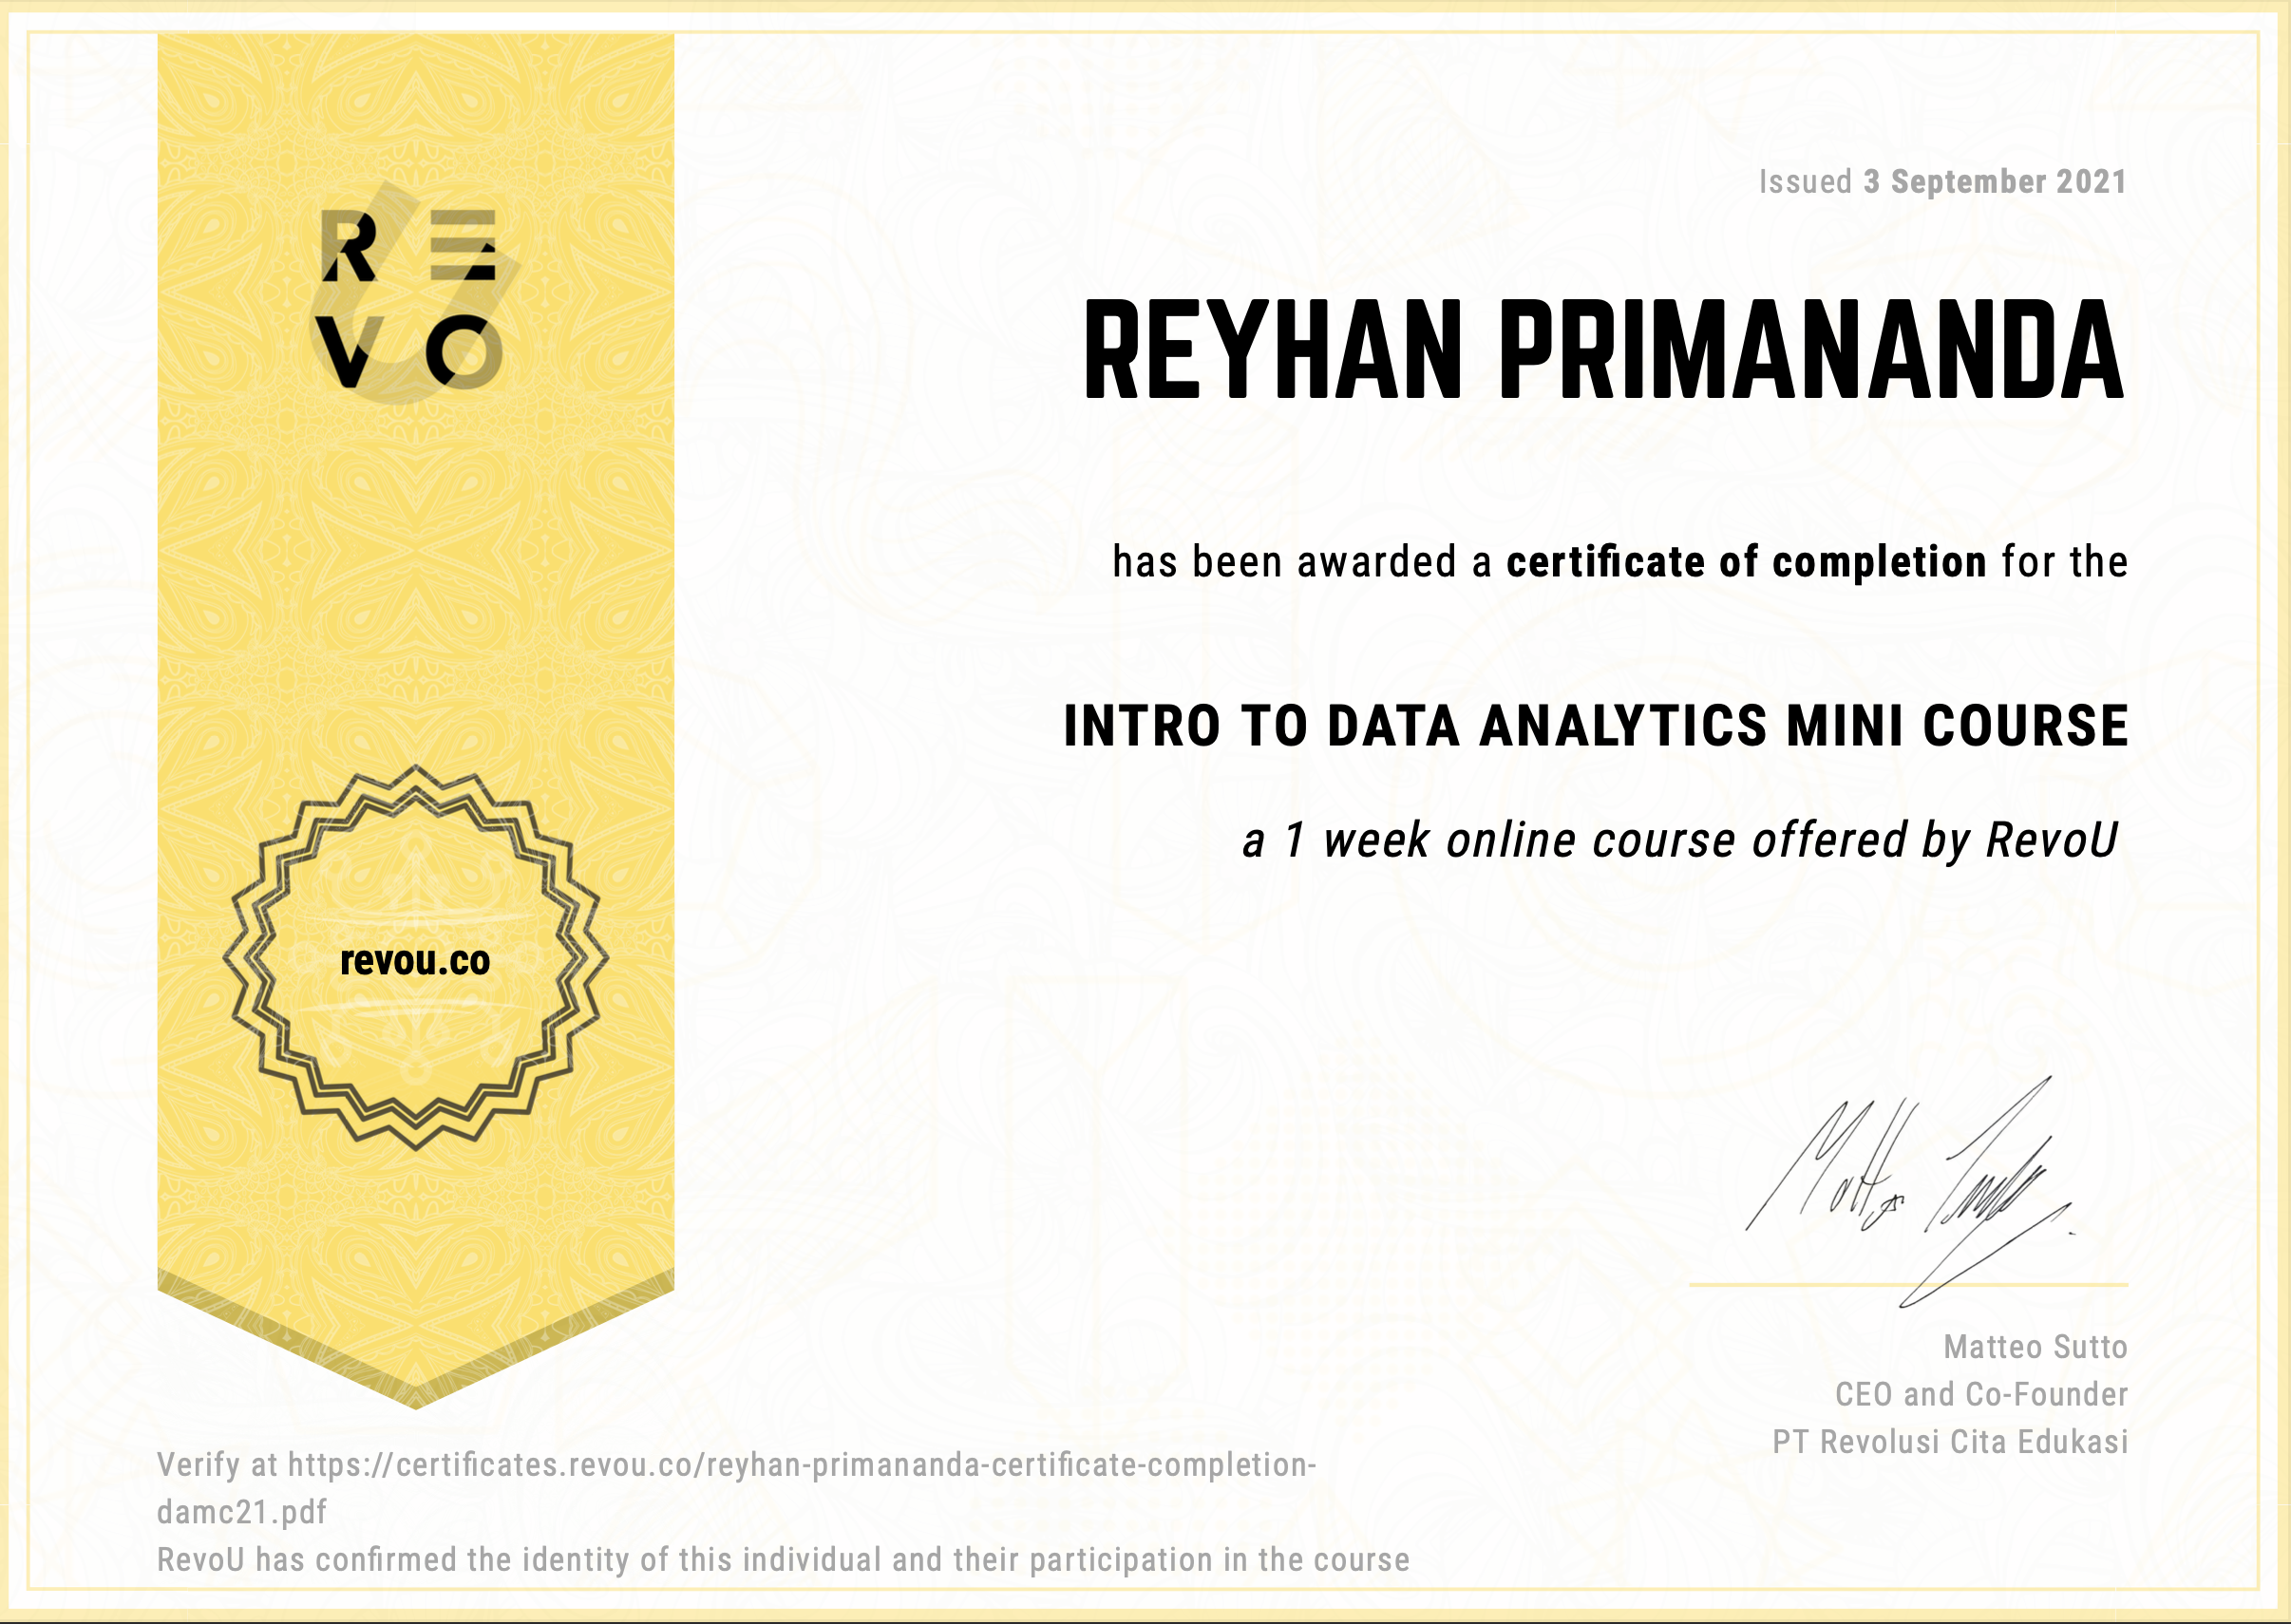 RE
VO
Issued 3 September 2021
REYHAN PRIMANANDA
has been awarded a certificate of completion for the
INTRO TO DATA ANALYTICS MINI COURSE
a 1 week online course offered by RevoU
revou.co
Matteo Sutto
CEO and Co-Founder
PT Revolusi Cita Edukasi
Verify at https://certificates.revou.co/reyhan-primananda-certificate-completion-
damc21.pdf
RevoU has confirmed the identity of this individual and their participation in the course